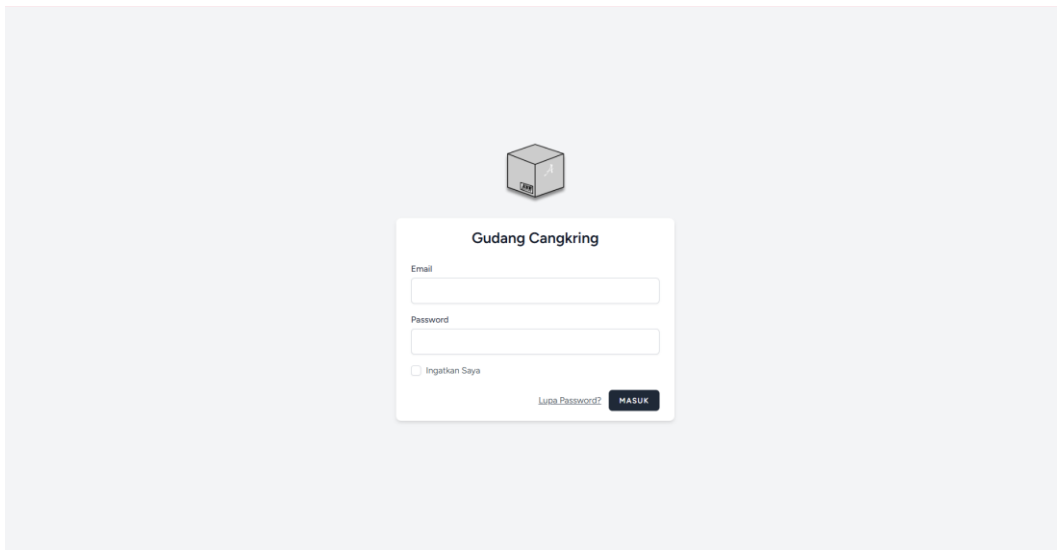 Gudang Cangkring
Email
Password
Ingatkan Saya
Lupa Password? MASUK